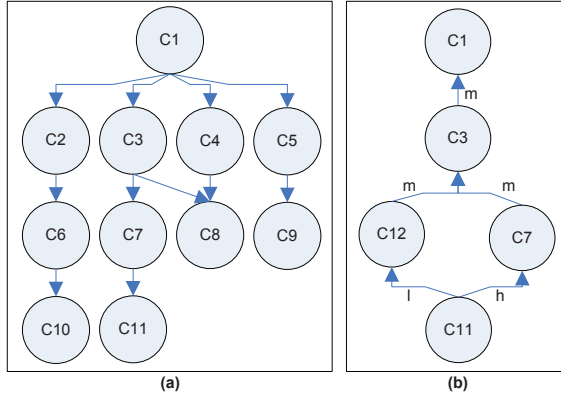 C1
C2 C3 C4 C5
C6 C7 C8 C9
C10 C11
(a)
C1
m
C3
m m
C12 C7
l h
C11
(b)